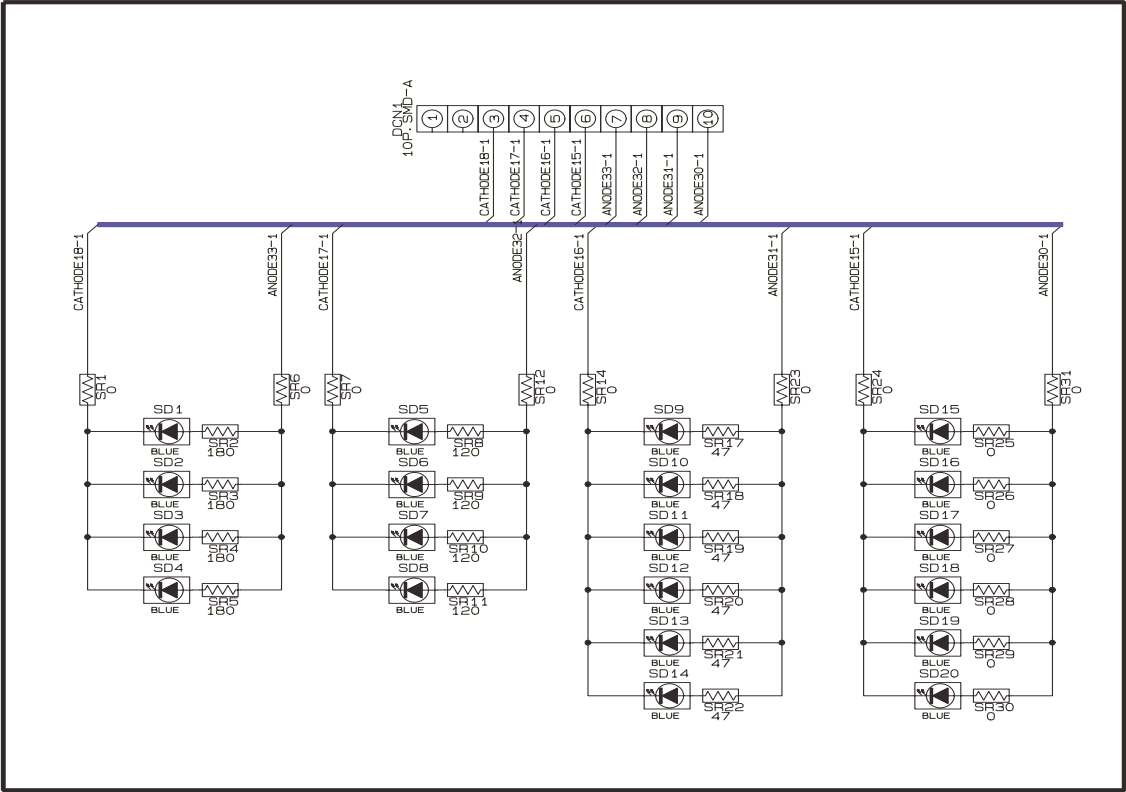 DCN1
10P.SMD-A
1
2
3
4
5
6
7
8
9
10
CATHODE18-1
CATHODE17-1
CATHODE16-1
CATHODE15-1
ANODE33-1
ANODE32-1
ANODE31-1
ANODE30-1
CATHODE18-1
ANODE33-1
CATHODE17-1
ANODE32-1
CATHODE16-1
ANODE31-1
CATHODE15-1
ANODE30-1
SR1
0
SR6
0
SR7
0
SR12
0
SR14
0
SR23
0
SR24
0
SR31
0
SD1
BLUE
SR2
180
SD2
BLUE
SR3
180
SD3
BLUE
SR4
180
SD4
BLUE
SR5
180
SD5
BLUE
SR8
120
SD6
BLUE
SR9
120
SD7
BLUE
SR10
120
SD8
BLUE
SR11
120
SD9
BLUE
SR17
47
SD10
BLUE
SR18
47
SD11
BLUE
SR19
47
SD12
BLUE
SR20
47
SD13
BLUE
SR21
47
SD14
BLUE
SR22
47
SD15
BLUE
SR25
0
SD16
BLUE
SR26
0
SD17
BLUE
SR27
0
SD18
BLUE
SR28
0
SD19
BLUE
SR29
0
SD20
BLUE
SR30
0